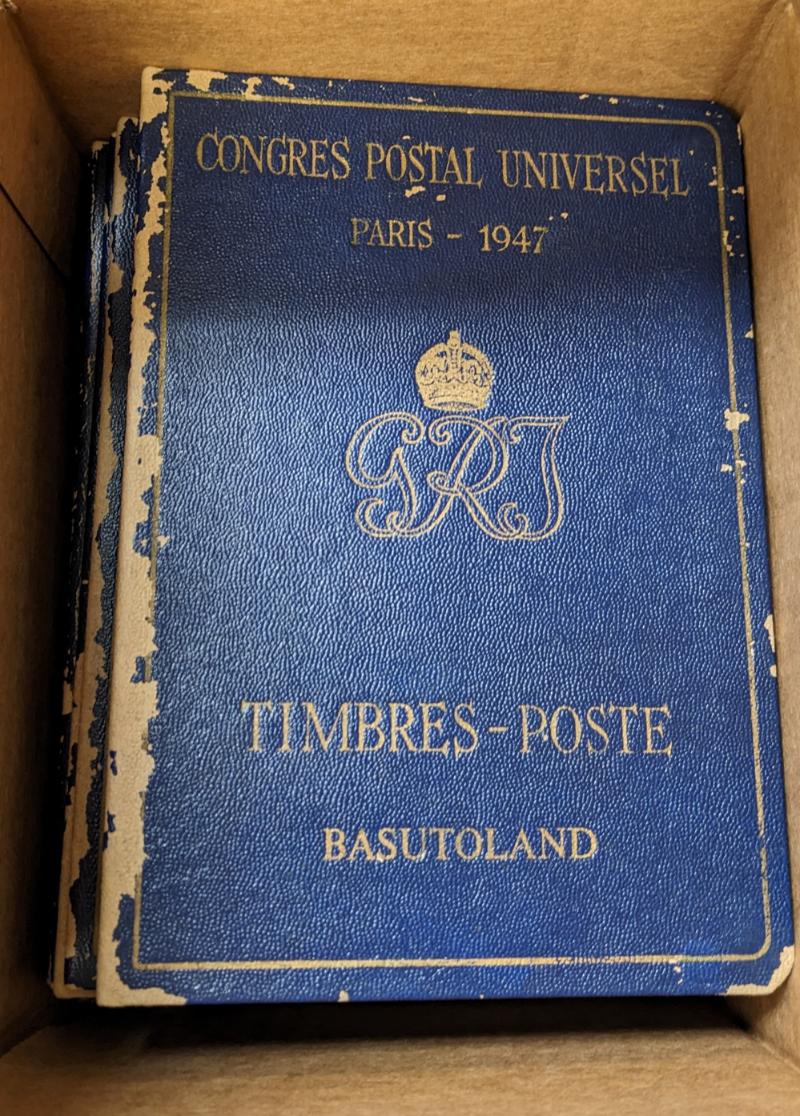 CONGRES POSTAL UNIVERSEL
PARIS - 1947
GRI
TIMBRES-POSTE
BASUTOLAND